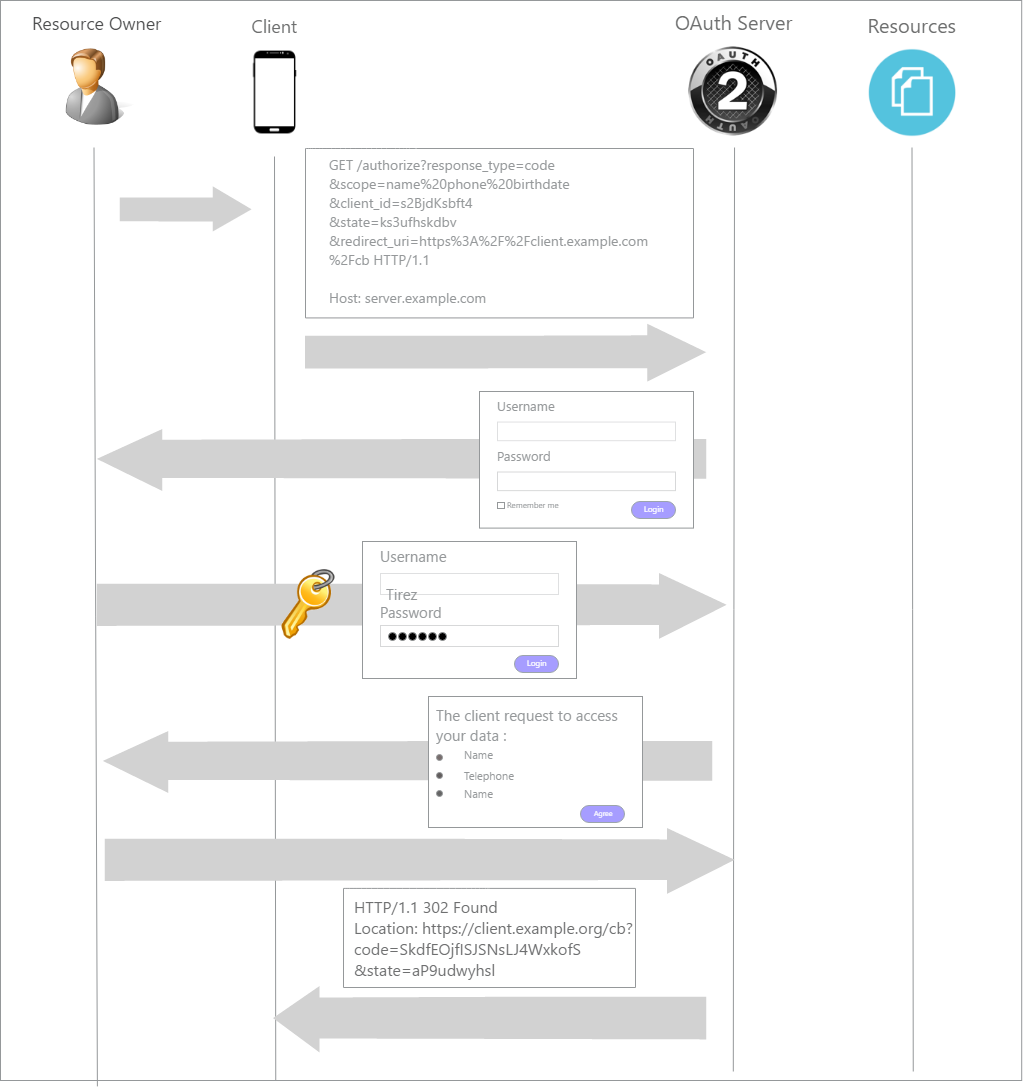 Resource Owner
Client
OAuth Server
Resources
OAUTH
2
OAUTH
GET /authorize?response_type=code
&scope=name%20phone%20birthdate
&client_id=s2BjdKsbft4
&state=ks3ufhskdbv
&redirect_uri=https%3A%2F%2Fclient.example.com
%2Fcb HTTP/1.1
Host: server.example.com
Username
Password
Remember me
Login
Username
Tirez
Password
Login
The client request to access
your data :
Name
Telephone
Name
Agree
HTTP/1.1 302 Found
Location: https://client.example.org/cb?
code=SkdfEOjfISJSNsLJ4WxkofS
&state=aP9udwyhsl